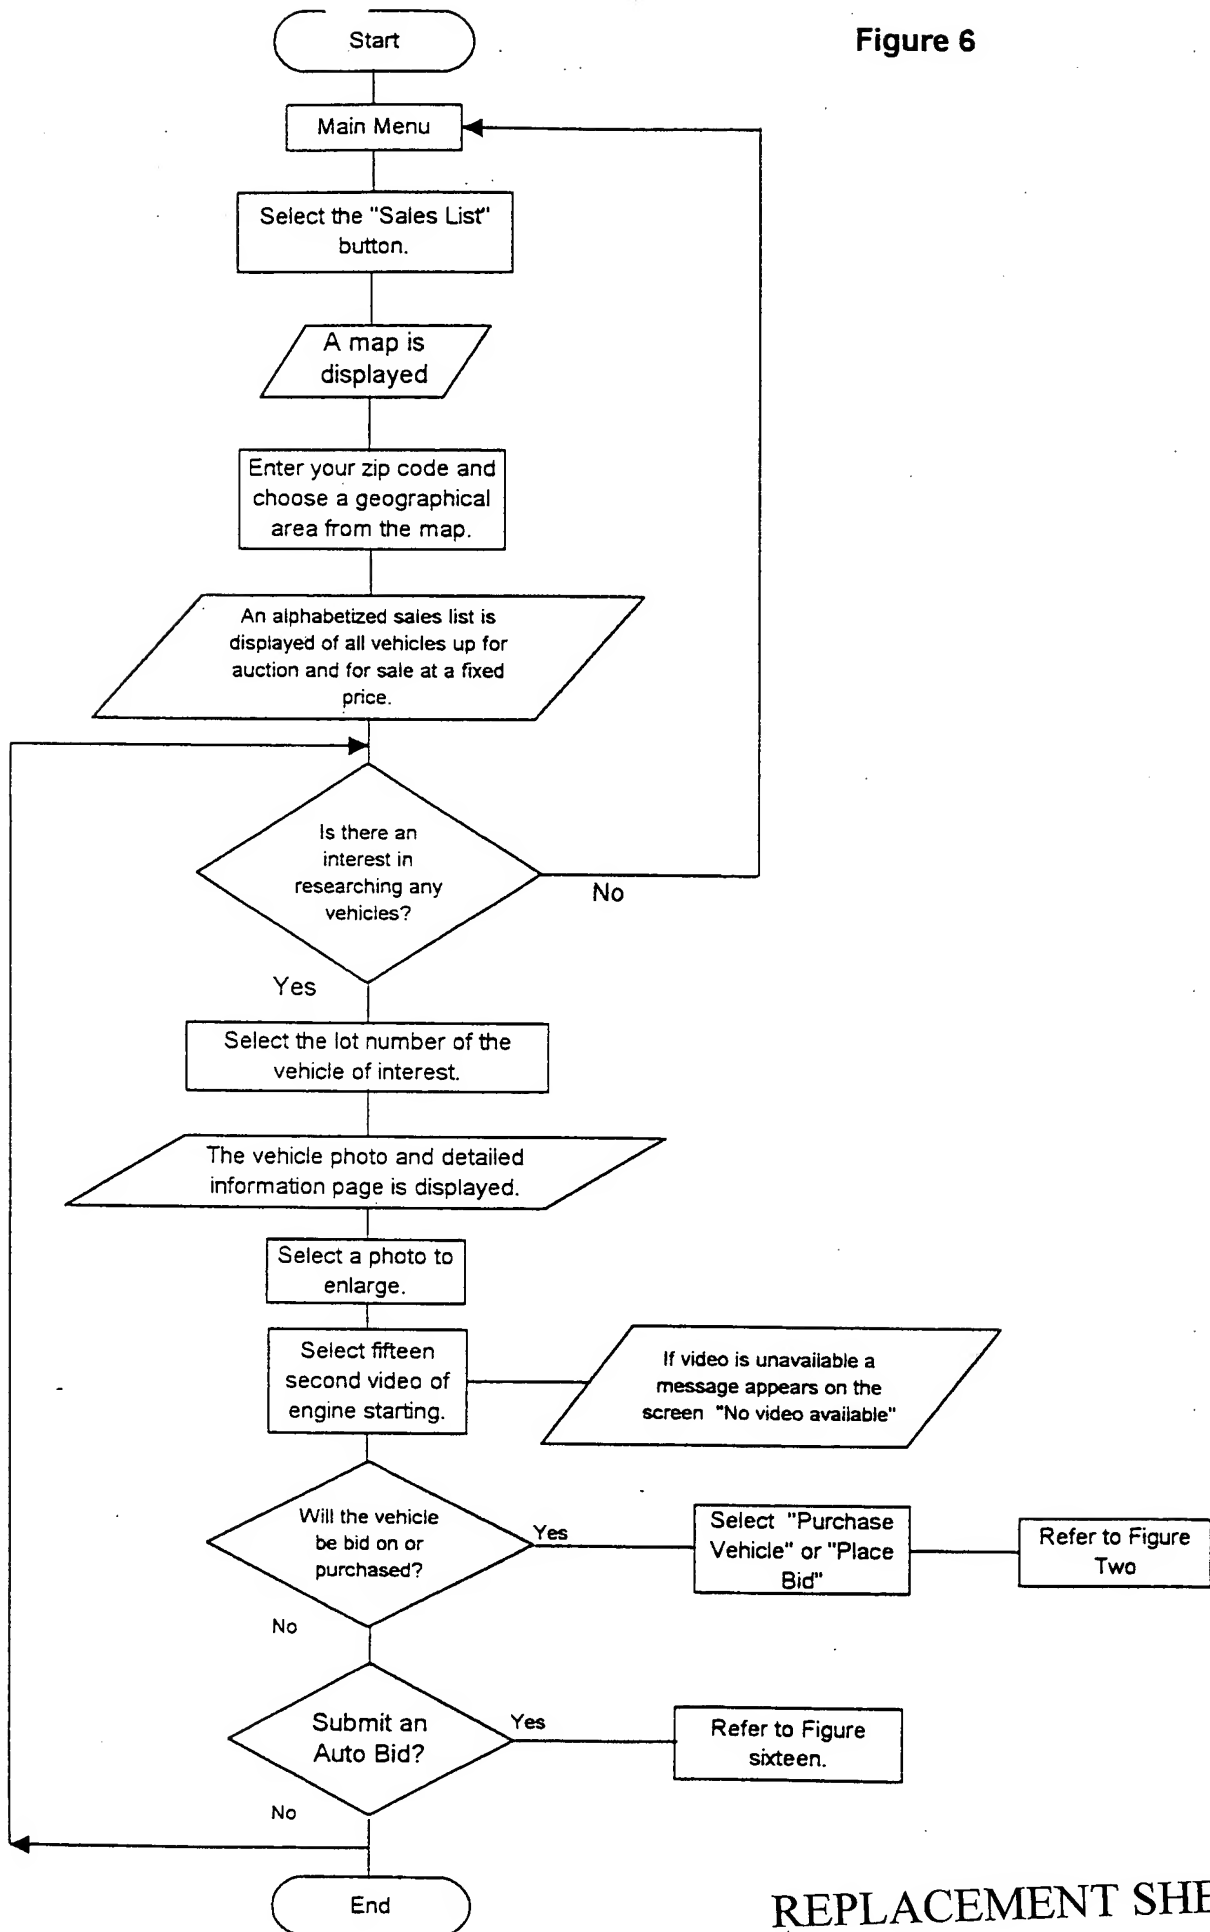 Figure 6
Start
Main Menu
Select the "Sales List"
button.
A map is
displayed
Enter your zip code and
choose a geographical
area from the map.
An alphabetized sales list is
displayed of all vehicles up for
auction and for sale at a fixed
price.
Is there an
interest in
researching any
vehicles?
No
Yes
Select the lot number of the
vehicle of interest.
The vehicle photo and detailed
information page is displayed.
Select a photo to
enlarge.
Select fifteen
second video of
engine starting.
If video is unavailable a
message appears on the
screen "No video available"
Will the vehicle
be bid on or
purchased?
Yes
Select "Purchase
Vehicle" or "Place
Bid"
Refer to Figure
Two
No
Submit an
Auto Bid?
Yes
Refer to Figure
sixteen.
No
End
REPLACEMENT SHE